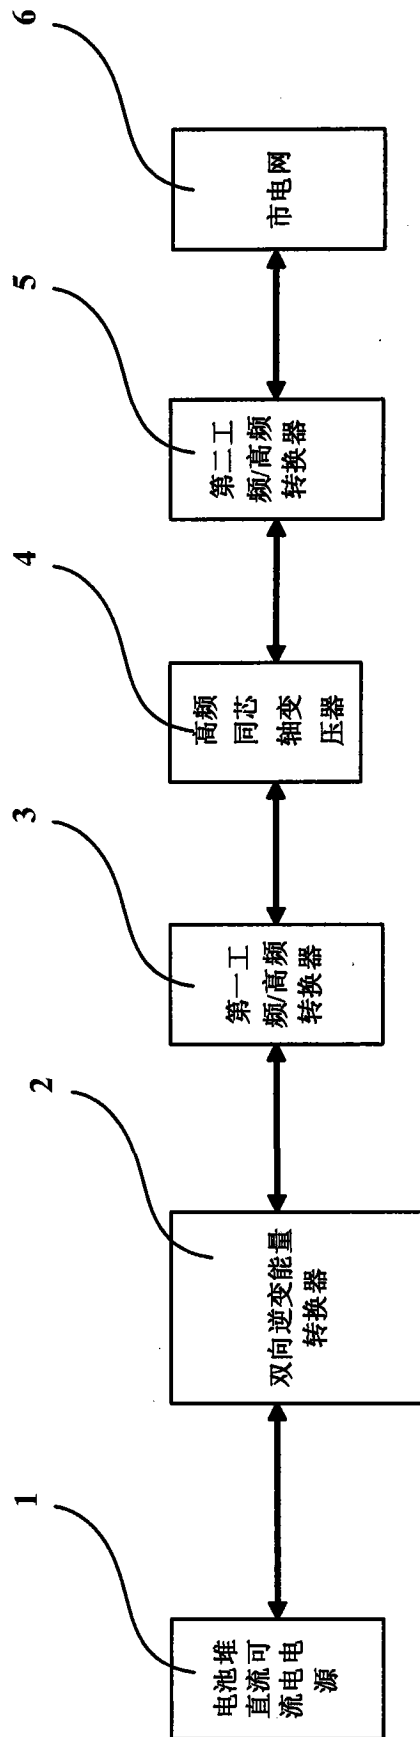 1
电池堆
直流可
流电电
源
2
双向逆变能量
转换器
3
第一工
频/高频
转换器
4
高频
同芯
轴变
压器
5
第二工
频/高频
转换器
6
市电网